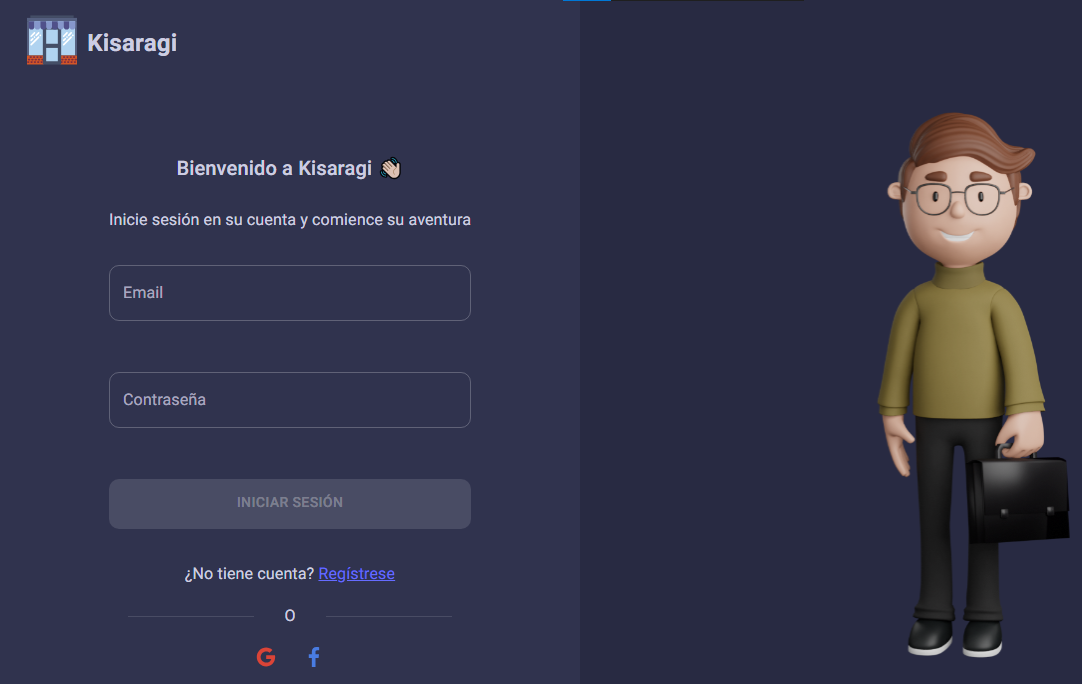 Kisaragi
Bienvenido a Kisaragi 👋🏻
Inicie sesión en su cuenta y comience su aventura
Email
Contraseña
INICIAR SESIÓN
¿No tiene cuenta? Regístrese
O